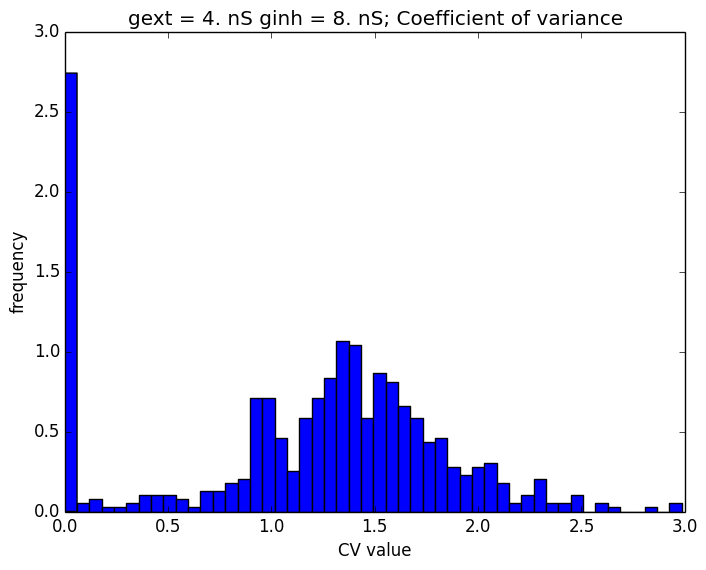 gext = 4. nS ginh = 8. nS; Coefficient of variance
3.0
2.5
2.0
1.5
1.0
0.5
0.0
frequency
0.0 0.5 1.0 1.5 2.0 2.5 3.0
CV value